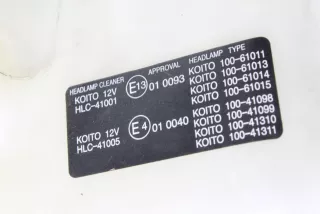 HEADLAMP CLEANER APPROVAL HEADLAMP TYPE
KOITO 12V E13 01 0093 KOITO 100-61011
HLC-41001 KOITO 100-61013
KOITO 100-61014
KOITO 100-61015
KOITO 12V E4 01 0040 KOITO 100-41098
HLC-41005 KOITO 100-41099
KOITO 100-41310
KOITO 100-41311